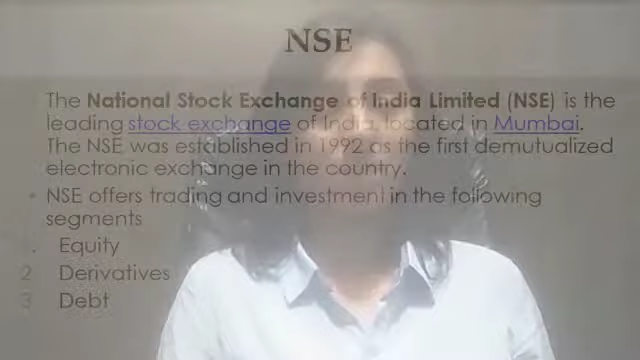 NSE
The National Stock Exchange of India Limited (NSE) is the
leading stock exchange of India, located in Mumbai.
The NSE was established in 1992 as the first demutualized
electronic exchange in the country.
• NSE offers trading and investment in the following
segments
1. Equity
2 Derivatives
3 Debt